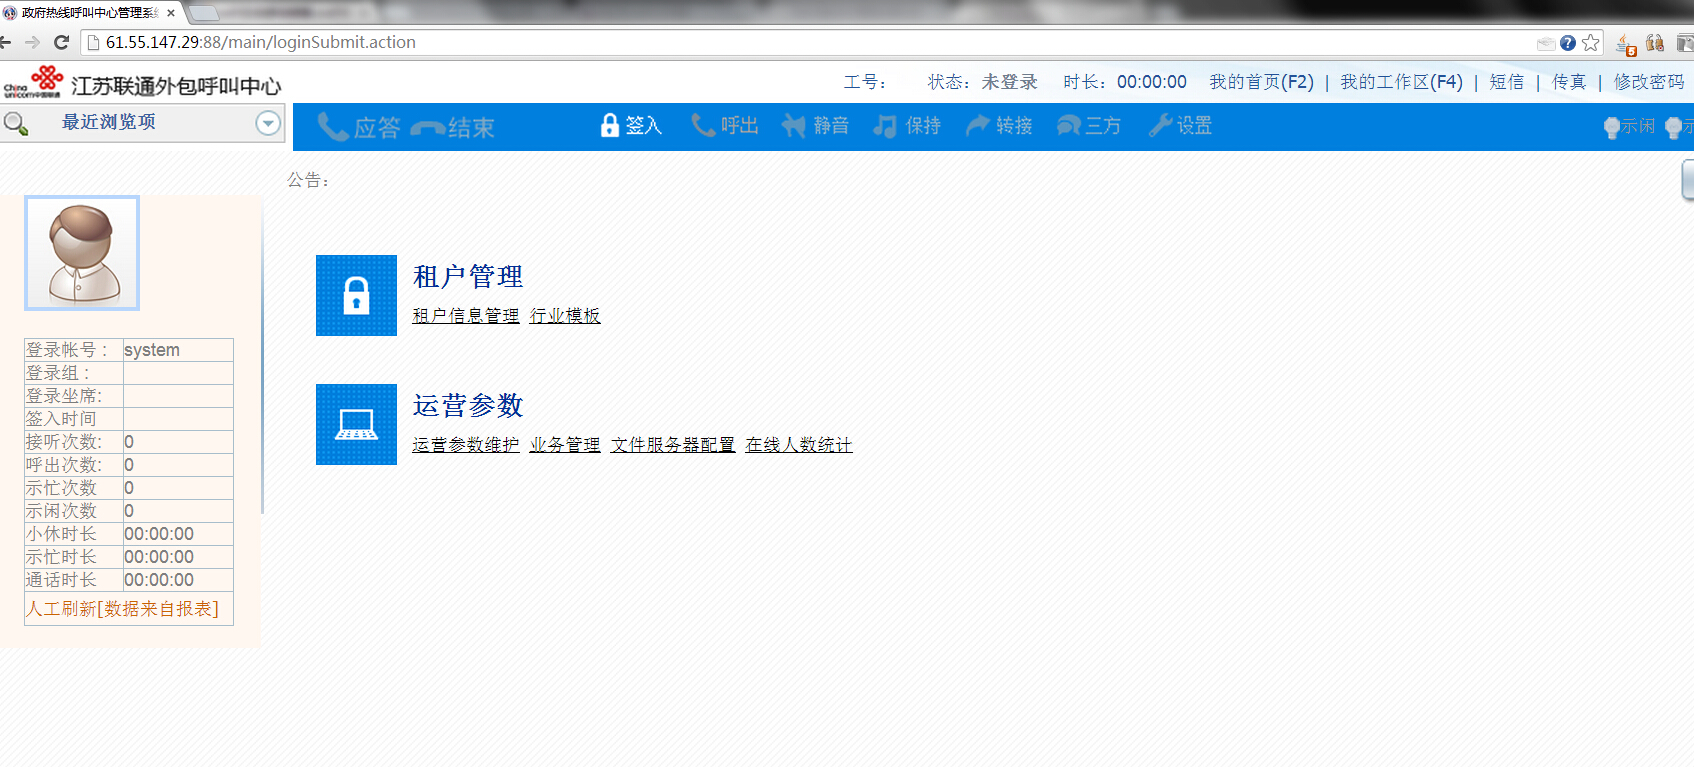 政府热线呼叫中心管理系统
61.55.147.29:88/main/loginSubmit.action
5
China
unicom中国联通
江苏联通外包呼叫中心
工号： 状态：未登录 时长：00:00:00 我的首页(F2) | 我的工作区(F4) | 短信 | 传真 | 修改密码
最近浏览项
应答 结束 签入 呼出 静音 保持 转接 三方 设置 示闲 示
公告：
租户管理
租户信息管理 行业模板
运营参数
运营参数维护 业务管理 文件服务器配置 在线人数统计
登录帐号： system
登录组：
登录坐席:
签入时间
接听次数: 0
呼出次数: 0
示忙次数 0
示闲次数 0
小休时长 00:00:00
示忙时长 00:00:00
通话时长 00:00:00
人工刷新[数据来自报表]